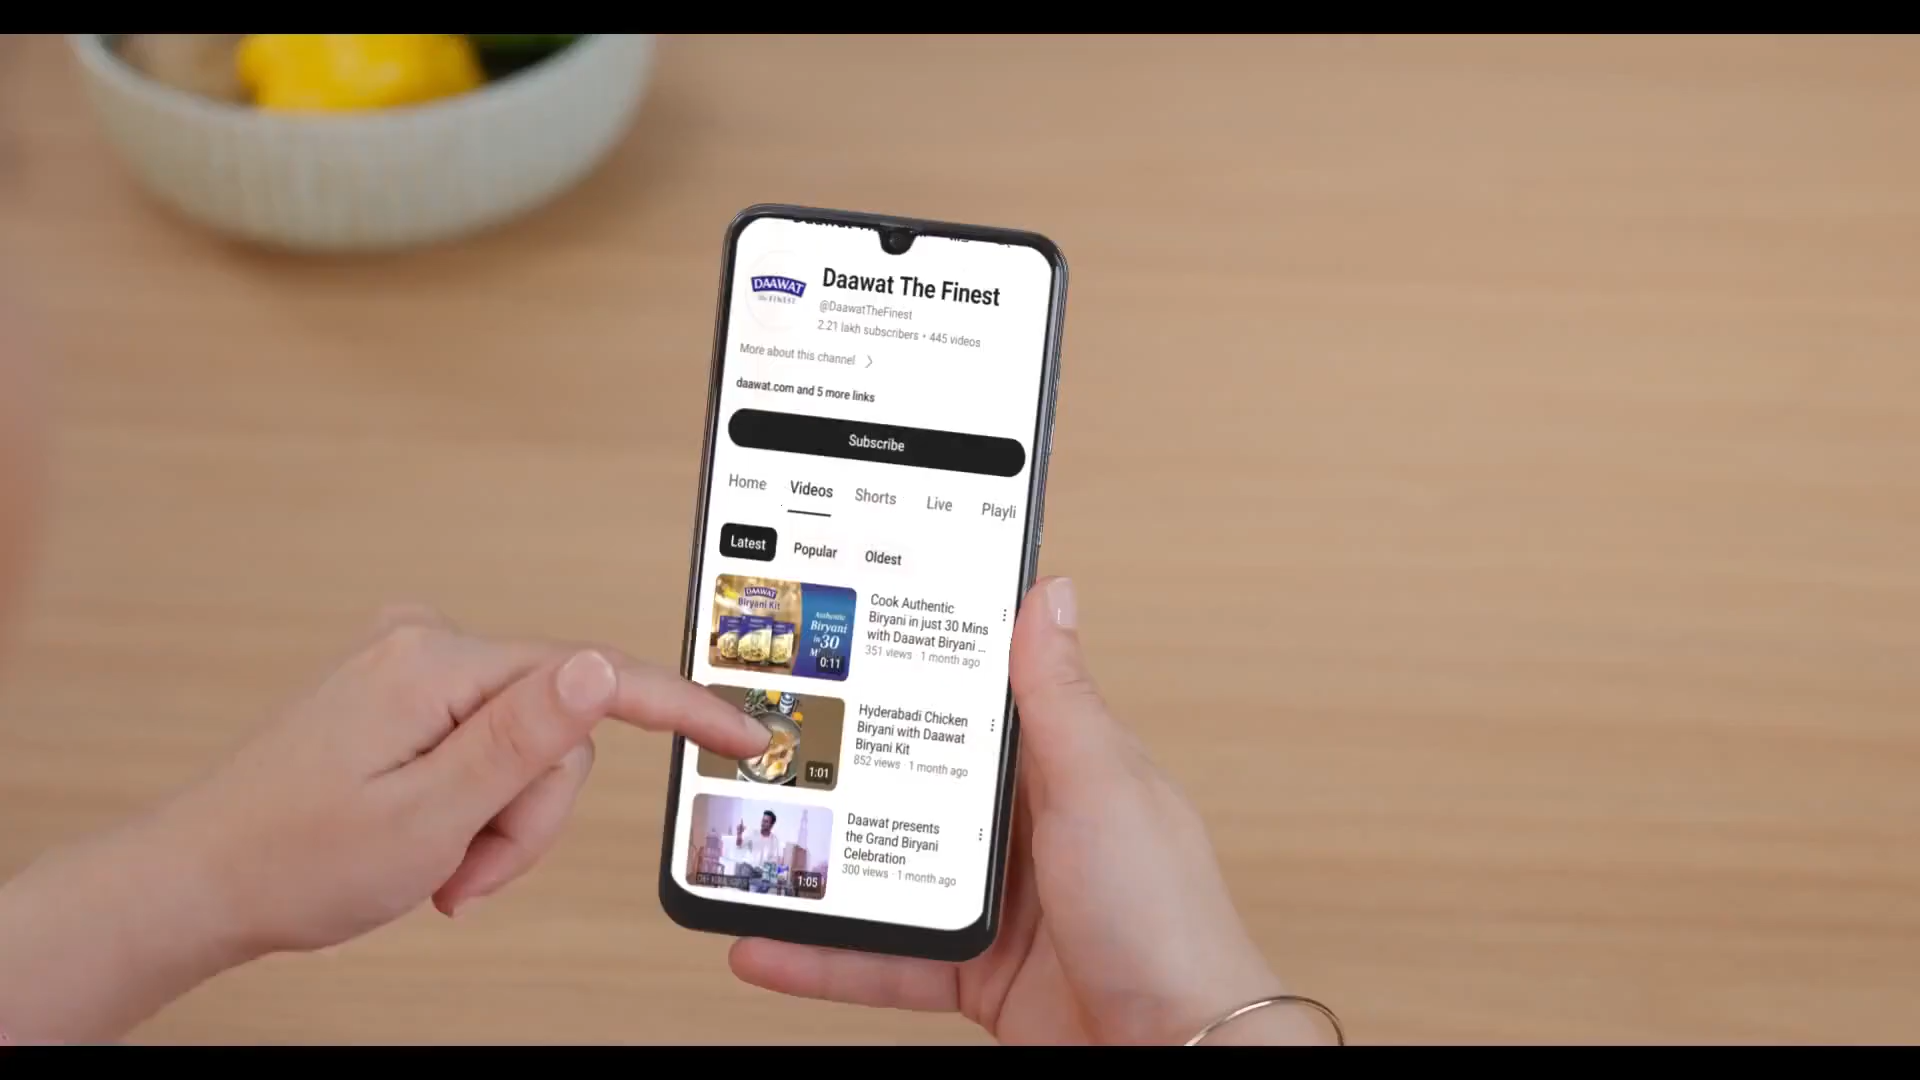 DAAWAT
the FINEST
Daawat The Finest
@DaawatTheFinest
2.21 lakh subscribers • 445 videos
More about this channel
daawat.com and 5 more links
Subscribe
Home Videos Shorts Live Playli
Latest Popular Oldest
DAAWAT
Biryani Kit
Authentic
Biryani
in 30
0:11
Cook Authentic
Biryani in just 30 Mins
with Daawat Biryani ...
351 views · 1 month ago
1:01
Hyderabadi Chicken
Biryani with Daawat
Biryani Kit
852 views · 1 month ago
1:05
Daawat presents
the Grand Biryani
Celebration
300 views · 1 month ago